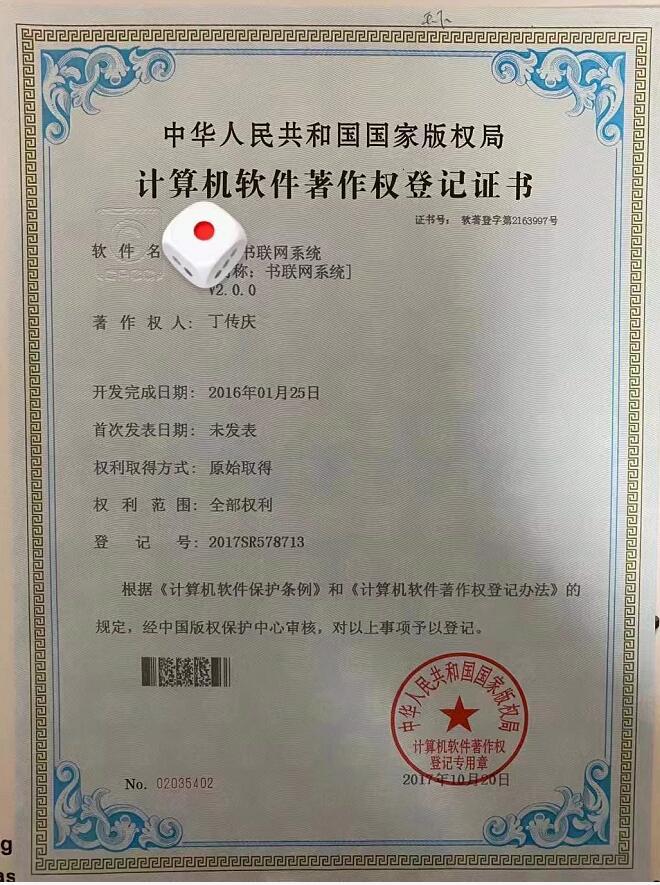 中华人民共和国国家版权局
计算机软件著作权登记证书
证书号： 软著登字第2163997号
软 件 名
书联网系统
称：书联网系统]
V2.0.0
著 作 权 人： 丁传庆
开发完成日期： 2016年01月25日
首次发表日期： 未发表
权利取得方式： 原始取得
权 利 范 围： 全部权利
登 记 号： 2017SR578713
根据《计算机软件保护条例》和《计算机软件著作权登记办法》的
规定，经中国版权保护中心审核，对以上事项予以登记。
中华人民共和国国家版权局
计算机软件著作权
登记专用章
2017年10月20日
No. 02035402
g
as